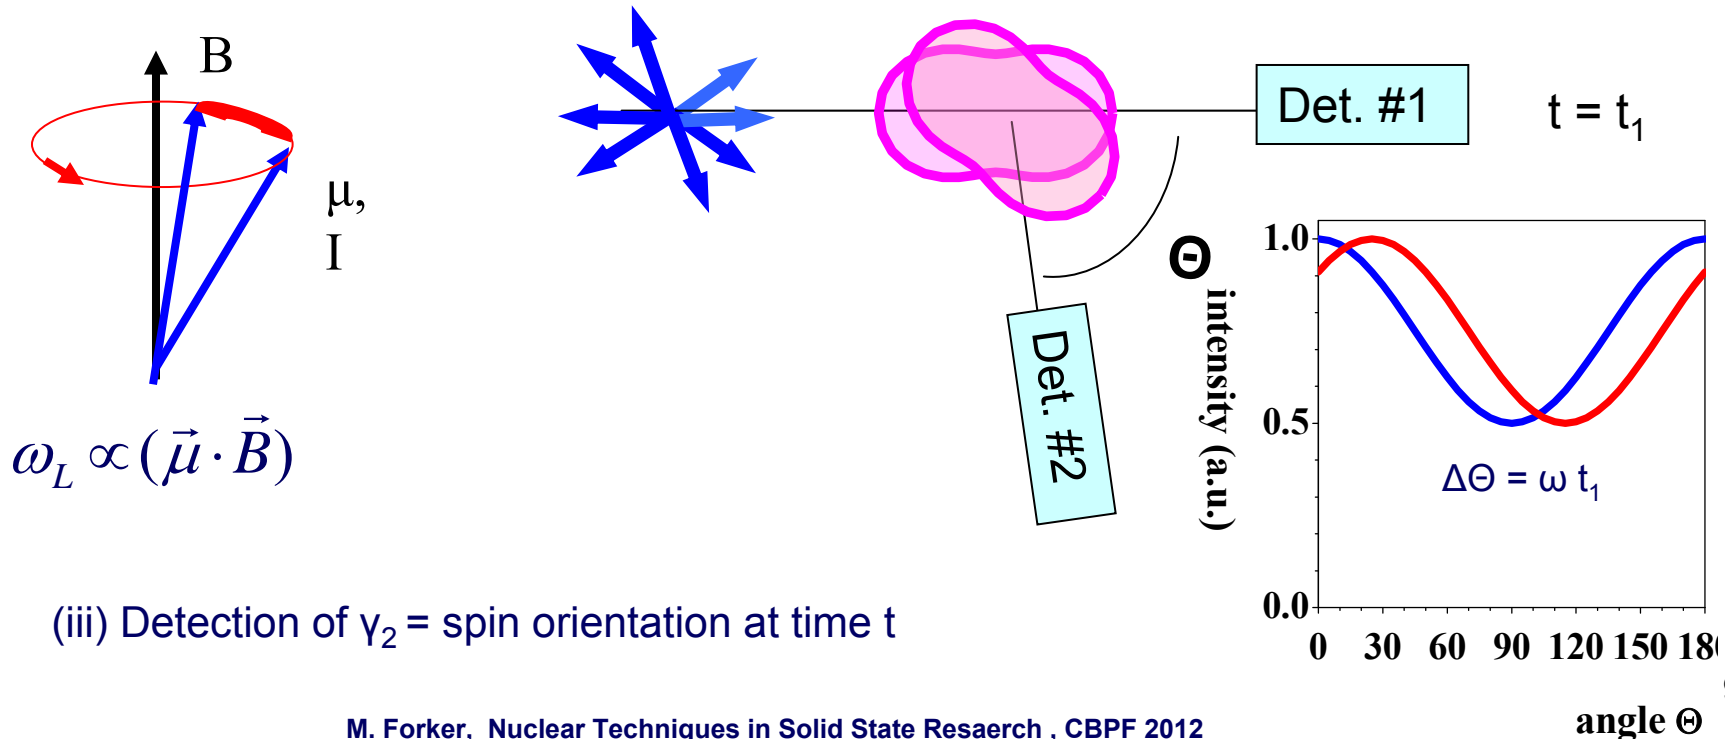 B
μ,
I
ω_L ∝ (μ⃗ · B⃗)
Det. #1
t = t₁
Θ
Det. #2
intensity (a.u.)
1.0
0.5
0.0
ΔΘ = ω t₁
0 30 60 90 120 150 18
angle Θ
(iii) Detection of γ₂ = spin orientation at time t
M. Forker, Nuclear Techniques in Solid State Resaerch , CBPF 2012